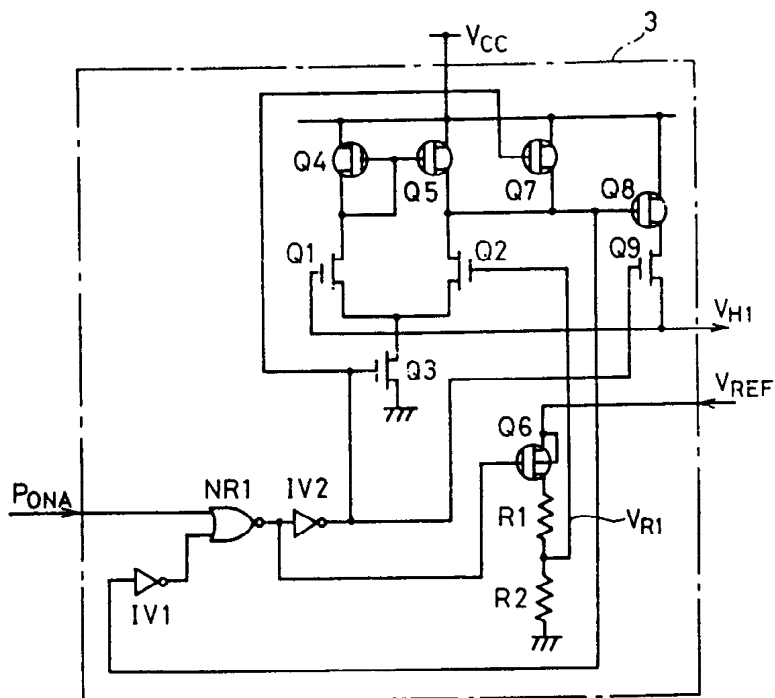 3
VCC
Q4
Q5
Q7
Q8
Q1
Q2
Q9
VH1
Q3
VREF
Q6
PONA
NR1
IV2
R1
VR1
IV1
R2